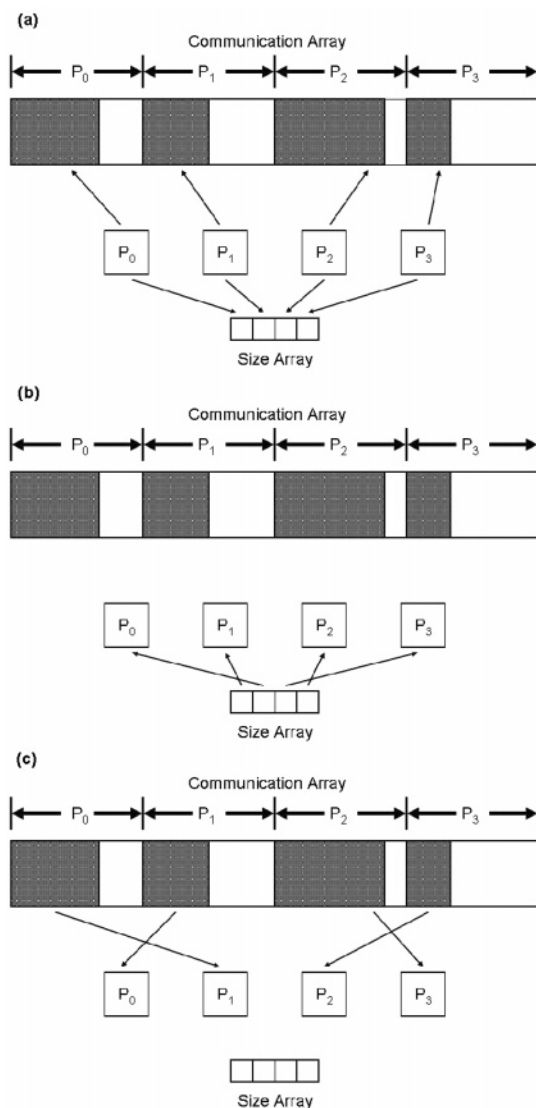 (a)
Communication Array
P₀ P₁ P₂ P₃
P₀ P₁ P₂ P₃
Size Array
(b)
Communication Array
P₀ P₁ P₂ P₃
P₀ P₁ P₂ P₃
Size Array
(c)
Communication Array
P₀ P₁ P₂ P₃
P₀ P₁ P₂ P₃
Size Array